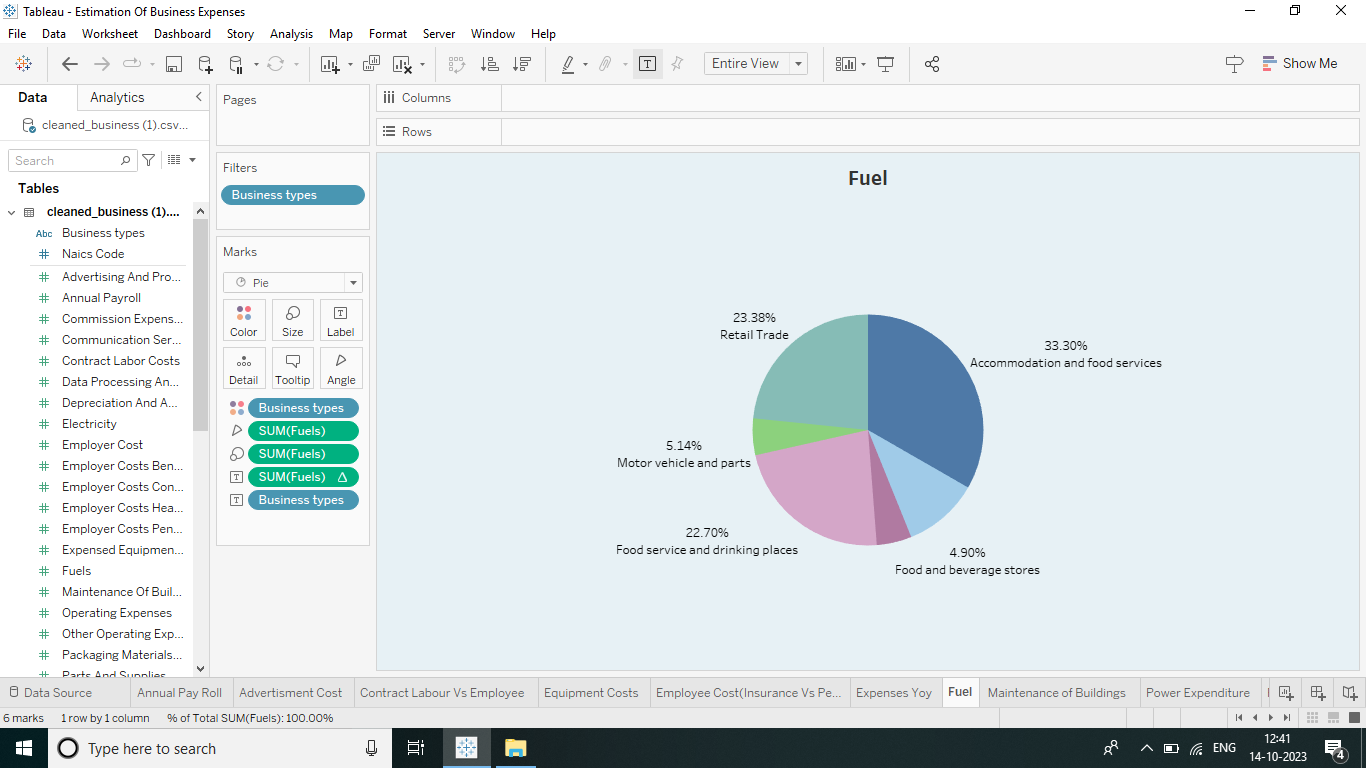 Tableau - Estimation Of Business Expenses
File Data Worksheet Dashboard Story Analysis Map Format Server Window Help
Entire View
Show Me
Data Analytics
cleaned_business (1).csv...
Search
Tables
cleaned_business (1)....
Abc Business types
Naics Code
Advertising And Pro...
Annual Payroll
Commission Expens...
Communication Ser...
Contract Labor Costs
Data Processing An...
Depreciation And A...
Electricity
Employer Cost
Employer Costs Ben...
Employer Costs Con...
Employer Costs Hea...
Employer Costs Pen...
Expensed Equipmen...
Fuels
Maintenance Of Buil...
Operating Expenses
Other Operating Exp...
Packaging Materials...
Parts And Supplies
Pages
Filters
Business types
Marks
Pie
Color Size Label
Detail Tooltip Angle
Business types
SUM(Fuels)
SUM(Fuels)
SUM(Fuels)
Business types
Columns
Rows
Fuel
23.38%
Retail Trade
33.30%
Accommodation and food services
5.14%
Motor vehicle and parts
22.70%
Food service and drinking places
4.90%
Food and beverage stores
Data Source Annual Pay Roll Advertisment Cost Contract Labour Vs Employee Equipment Costs Employee Cost(Insurance Vs Pe... Expenses Yoy Fuel Maintenance of Buildings Power Expenditure
6 marks 1 row by 1 column % of Total SUM(Fuels): 100.00%
Type here to search
ENG
12:41
14-10-2023
4